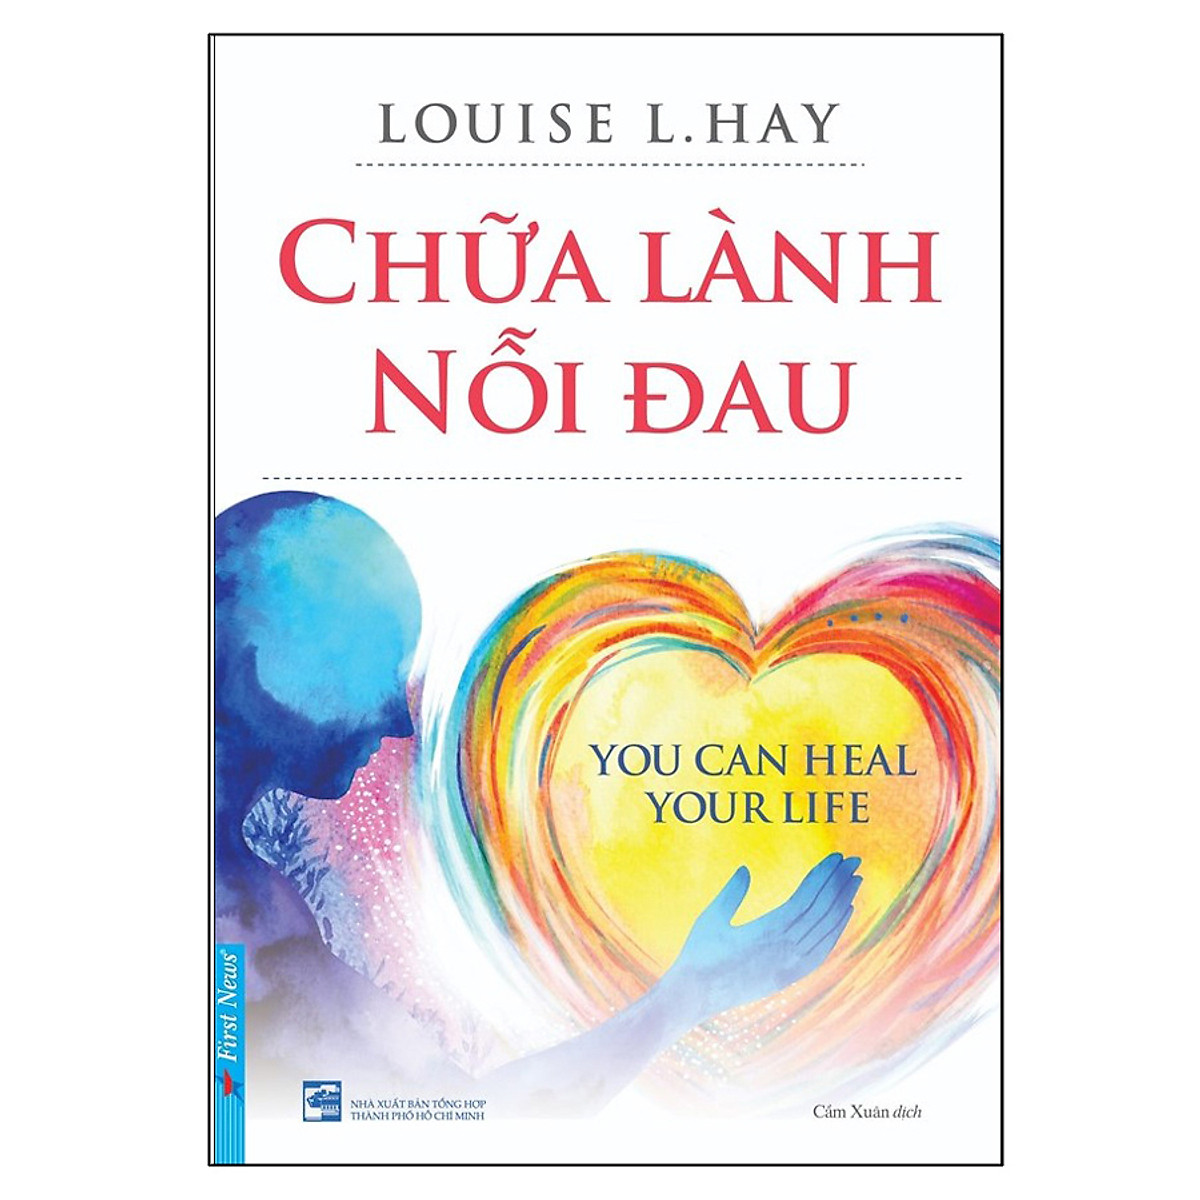 LOUISE L. HAY
CHỮA LÀNH
NỖI ĐAU
YOU CAN HEAL
YOUR LIFE
First News®
NHÀ XUẤT BẢN TỔNG HỢP
THÀNH PHỐ HỒ CHÍ MINH
Cẩm Xuân dịch